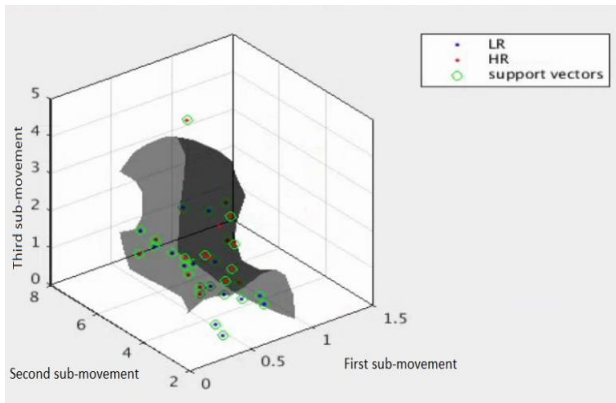 LR
HR
support vectors
5
4
3
2
1
0
Third sub-movement
8
6
4
2
Second sub-movement
0
0.5
1
1.5
First sub-movement